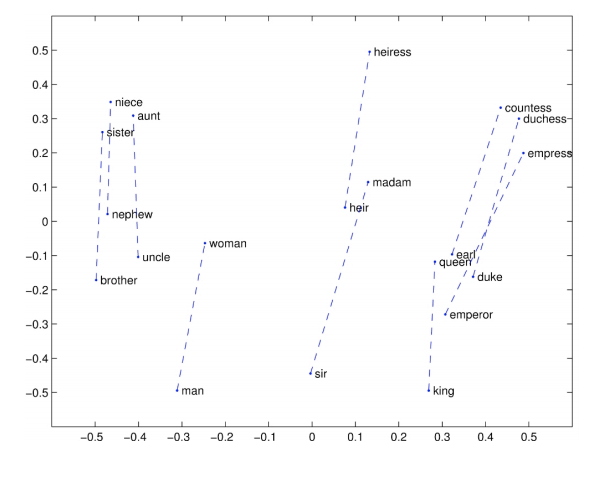 0.5
0.4
0.3
0.2
0.1
0
−0.1
−0.2
−0.3
−0.4
−0.5
heiress
niece
countess
aunt
duchess
sister
empress
madam
nephew
heir
woman
earl
uncle
queen
brother
duke
emperor
sir
man
king
−0.5 −0.4 −0.3 −0.2 −0.1 0 0.1 0.2 0.3 0.4 0.5